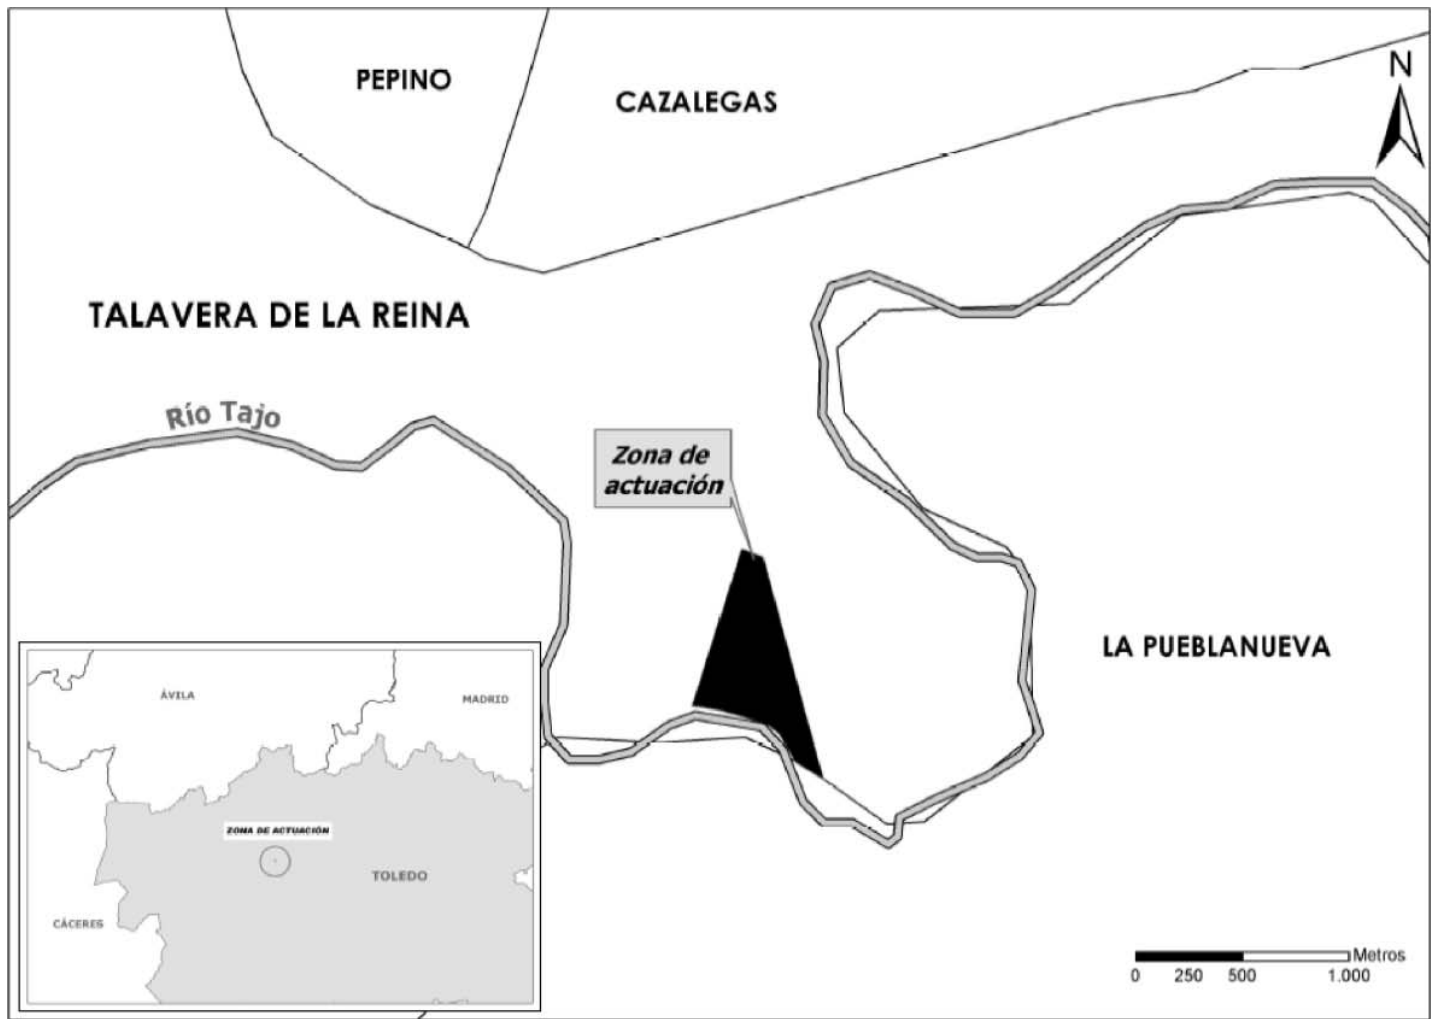 PEPINO
CAZALEGAS
N
TALAVERA DE LA REINA
Río Tajo
Zona de
actuación
LA PUEBLANUEVA
ÁVILA
MADRID
ZONA DE ACTUACIÓN
TOLEDO
CÁCERES
Metros
0 250 500 1.000